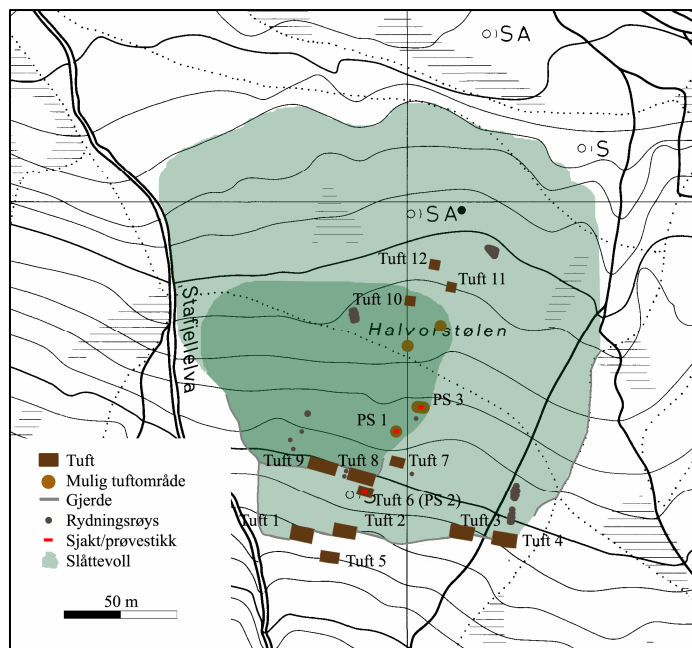 SA
S
SA
Tuft 12
Tuft 11
Tuft 10
Halvorstølen
Stafjellelva
PS 3
PS 1
Tuft 9
Tuft 8
Tuft 7
Tuft 6 (PS 2)
S
Tuft 1
Tuft 2
Tuft 3
Tuft 4
Tuft 5
Tuft
Mulig tuftområde
Gjerde
Rydningsrøys
Sjakt/prøvestikk
Slåttevoll
50 m